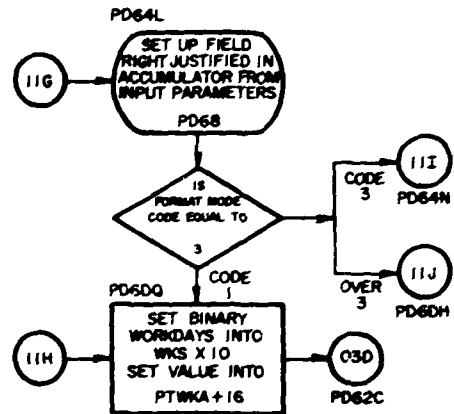 PD64L
11G
SET UP FIELD
RIGHT JUSTIFIED IN
ACCUMULATOR FROM
INPUT PARAMETERS
PD68
IS
FORMAT MODE
CODE EQUAL TO
3
CODE
3
11I
PD64N
OVER
3
11J
PD6DH
CODE
1
PD6DQ
11H
SET BINARY
WORKDAYS INTO
WKS X 10
SET VALUE INTO
PTWKA+16
03D
PD62C